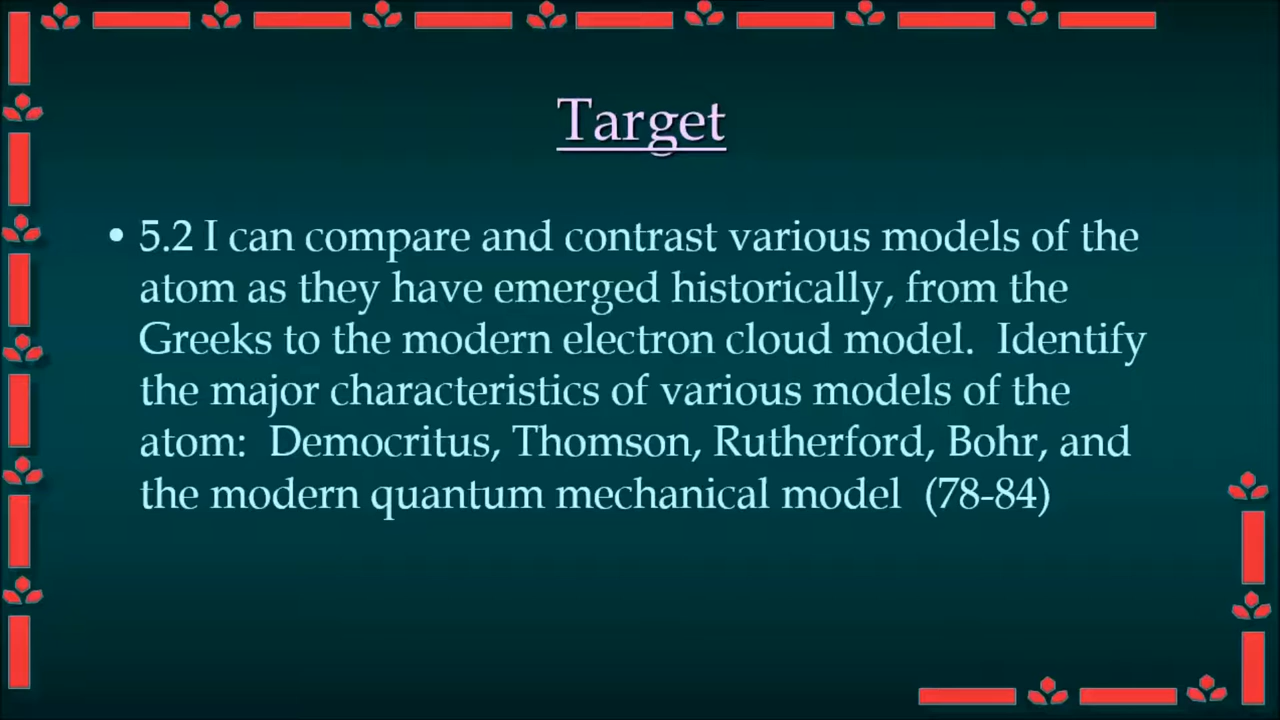 Target
• 5.2 I can compare and contrast various models of the
atom as they have emerged historically, from the
Greeks to the modern electron cloud model.  Identify
the major characteristics of various models of the
atom:  Democritus, Thomson, Rutherford, Bohr, and
the modern quantum mechanical model  (78-84)